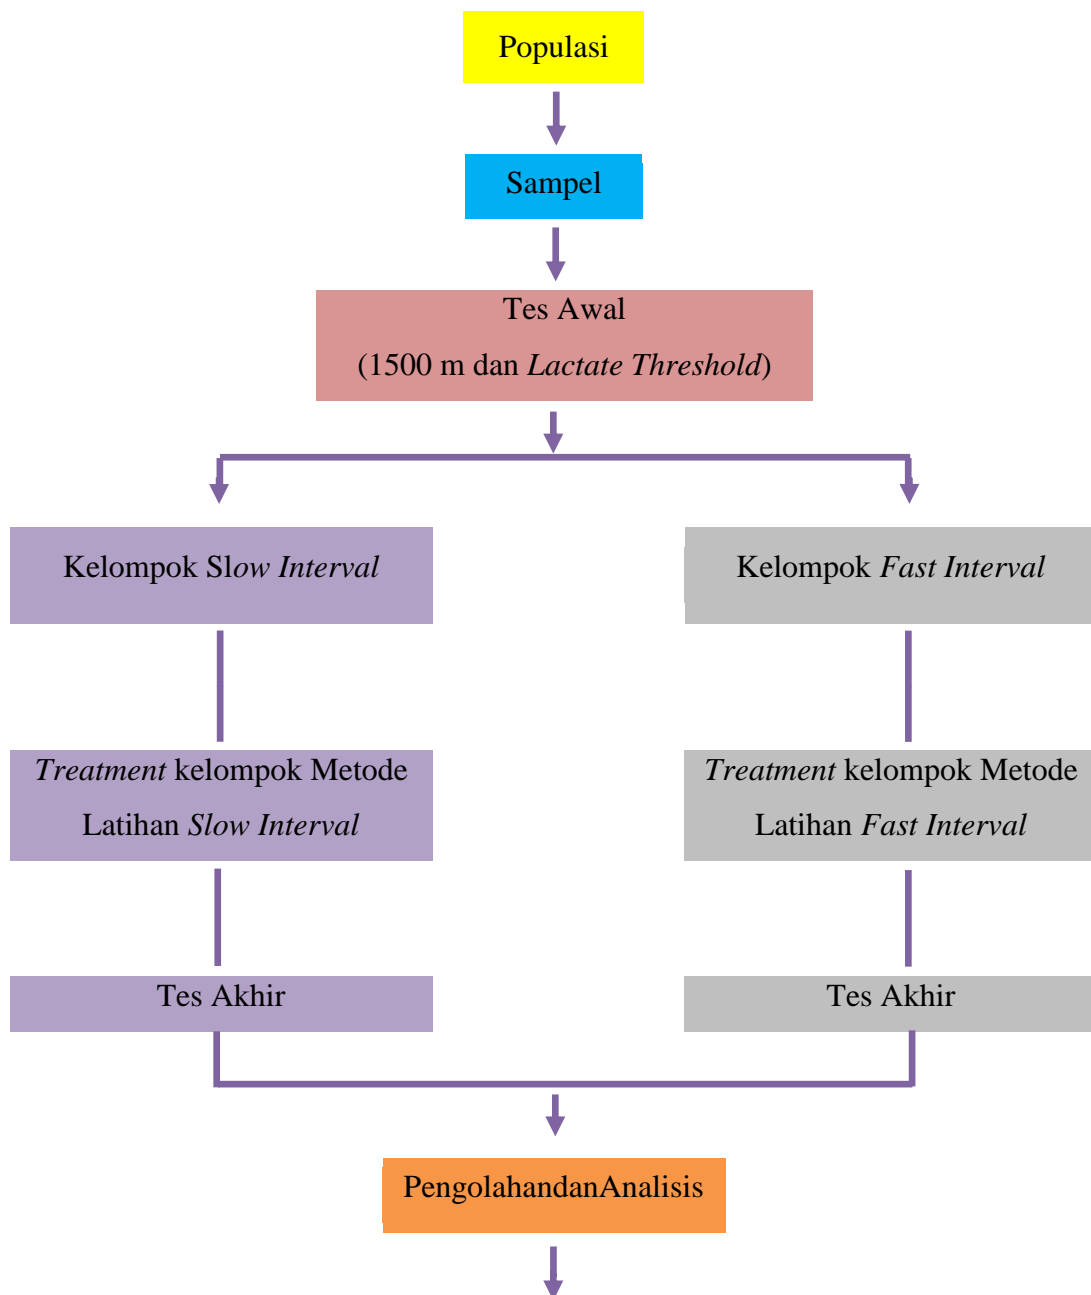 Populasi
Sampel
Tes Awal
(1500 m dan Lactate Threshold)
Kelompok Slow Interval
Kelompok Fast Interval
Treatment kelompok Metode
Latihan Slow Interval
Treatment kelompok Metode
Latihan Fast Interval
Tes Akhir
Tes Akhir
PengolahandanAnalisis